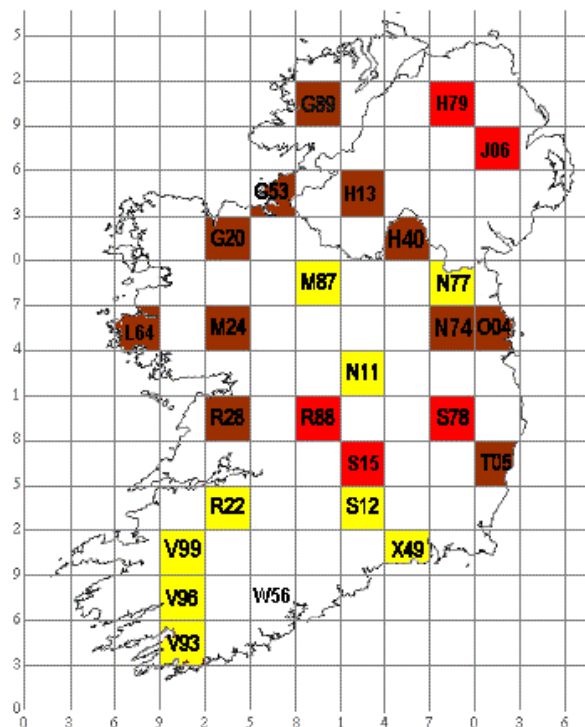 5
2
G89 H79
9
J06
6
G53 H13
3
G20 H40
0
M87 N77
7
L64 M24 N74 O04
4
N11
1
R28 R88 S78
8
S15 T05
5
R22 S12
2
V99 X49
9
V96 W56
6
V93
3
0
0 3 6 9 2 5 8 1 4 7 0 3 6